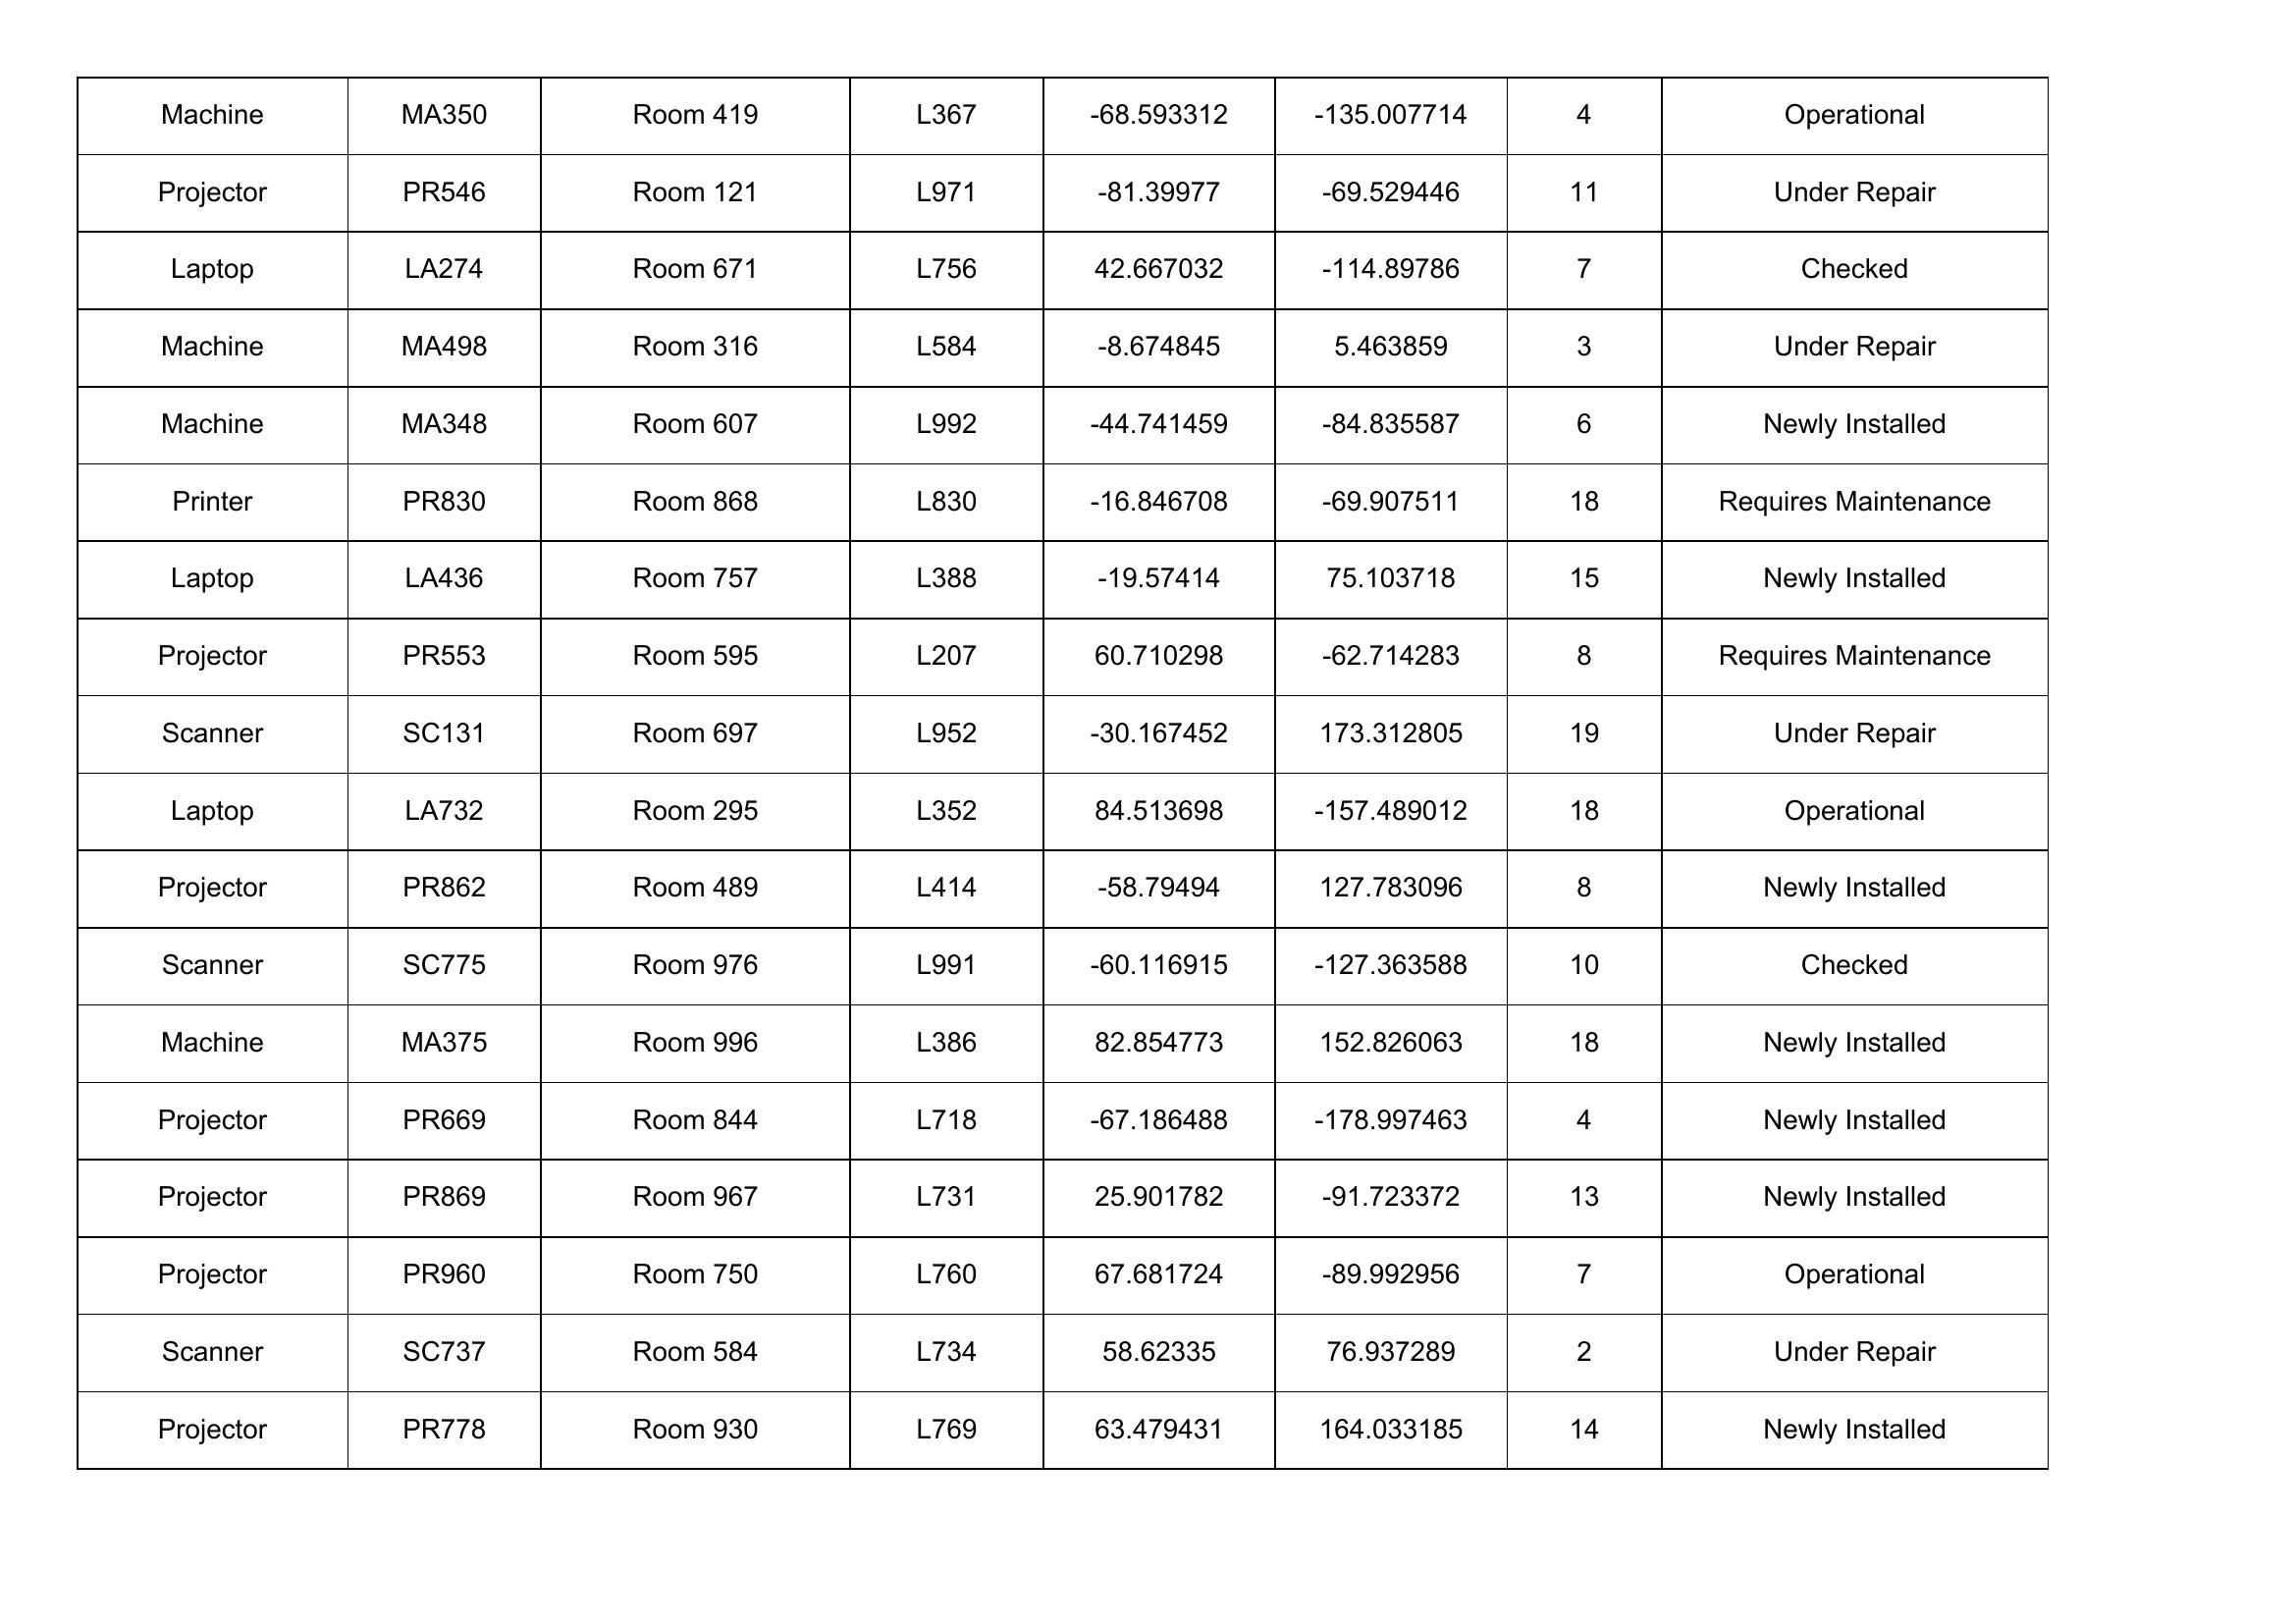 Machine MA350 Room 419 L367 -68.593312 -135.007714 4 Operational
Projector PR546 Room 121 L971 -81.39977 -69.529446 11 Under Repair
Laptop LA274 Room 671 L756 42.667032 -114.89786 7 Checked
Machine MA498 Room 316 L584 -8.674845 5.463859 3 Under Repair
Machine MA348 Room 607 L992 -44.741459 -84.835587 6 Newly Installed
Printer PR830 Room 868 L830 -16.846708 -69.907511 18 Requires Maintenance
Laptop LA436 Room 757 L388 -19.57414 75.103718 15 Newly Installed
Projector PR553 Room 595 L207 60.710298 -62.714283 8 Requires Maintenance
Scanner SC131 Room 697 L952 -30.167452 173.312805 19 Under Repair
Laptop LA732 Room 295 L352 84.513698 -157.489012 18 Operational
Projector PR862 Room 489 L414 -58.79494 127.783096 8 Newly Installed
Scanner SC775 Room 976 L991 -60.116915 -127.363588 10 Checked
Machine MA375 Room 996 L386 82.854773 152.826063 18 Newly Installed
Projector PR669 Room 844 L718 -67.186488 -178.997463 4 Newly Installed
Projector PR869 Room 967 L731 25.901782 -91.723372 13 Newly Installed
Projector PR960 Room 750 L760 67.681724 -89.992956 7 Operational
Scanner SC737 Room 584 L734 58.62335 76.937289 2 Under Repair
Projector PR778 Room 930 L769 63.479431 164.033185 14 Newly Installed